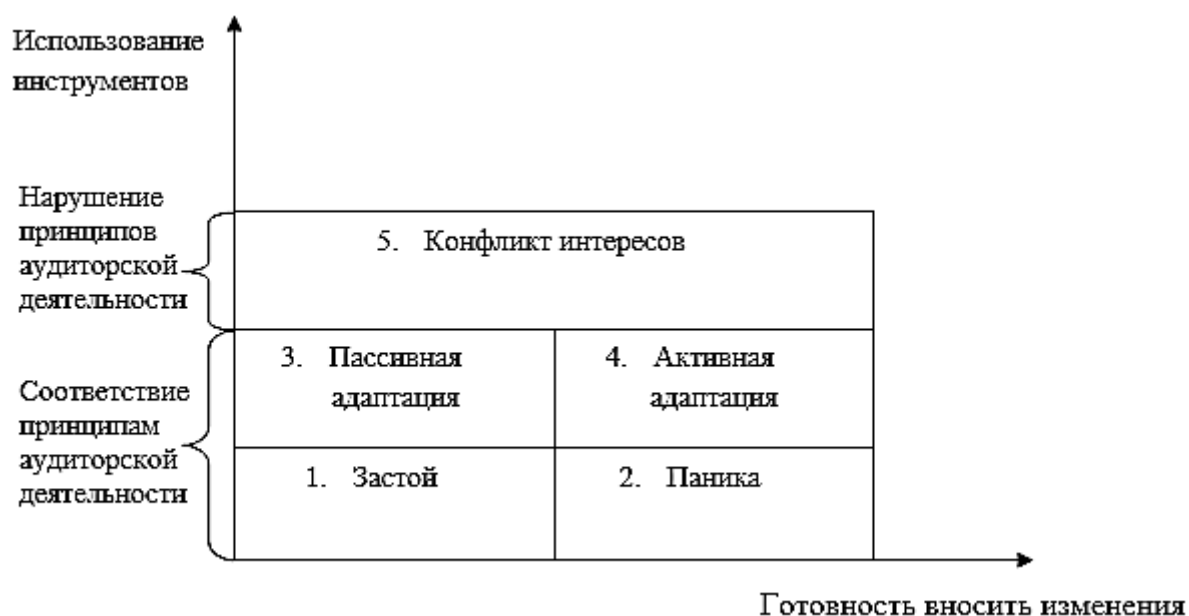 Использование
инструментов
Нарушение
принципов
аудиторской
деятельности
5. Конфликт интересов
3. Пассивная
адаптация
4. Активная
адаптация
Соответствие
принципам
аудиторской
деятельности
1. Застой
2. Паника
Готовность вносить изменения